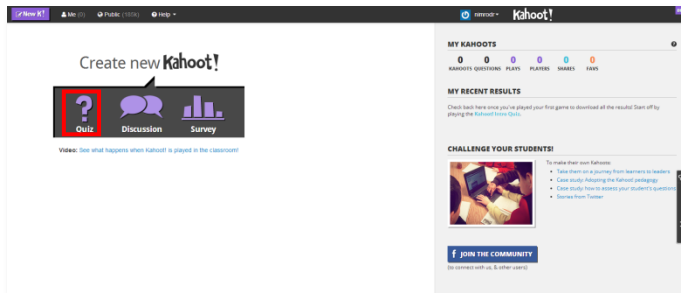 New K!
Me (0)
Public (100k)
Help
nimrodr
Kahoot!
Create new Kahoot!
Quiz
Discussion
Survey
Video: See what happens when Kahoot! is played in the classroom!
MY KAHOOTS
0 0 0 0 0 0
KAHOOTS QUESTIONS PLAYS PLAYERS SHARES FAVS
MY RECENT RESULTS
Check back here once you've played your first game to download all the results! Start off by
playing the Kahoot! Intro Quiz.
CHALLENGE YOUR STUDENTS!
To make their own Kahoots:
Take them on a journey from learners to leaders
Case study: Adopting the Kahoot! pedagogy
Case study: how to assess your student's questions
Stories from Twitter
f JOIN THE COMMUNITY
(to connect with us, & other users)